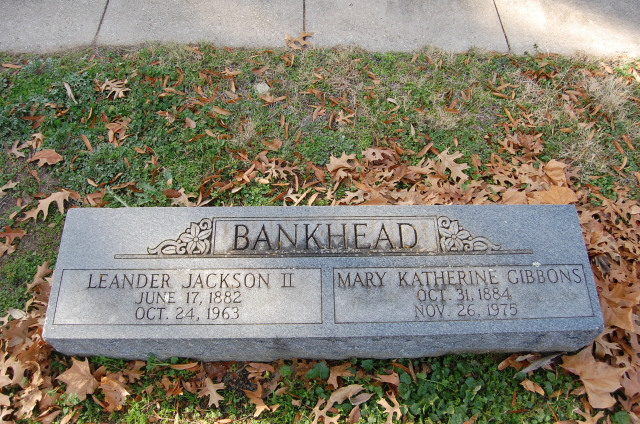 BANKHEAD
LEANDER JACKSON II
JUNE 17, 1882
OCT. 24, 1963
MARY KATHERINE GIBBONS
OCT. 31, 1884
NOV. 26, 1975